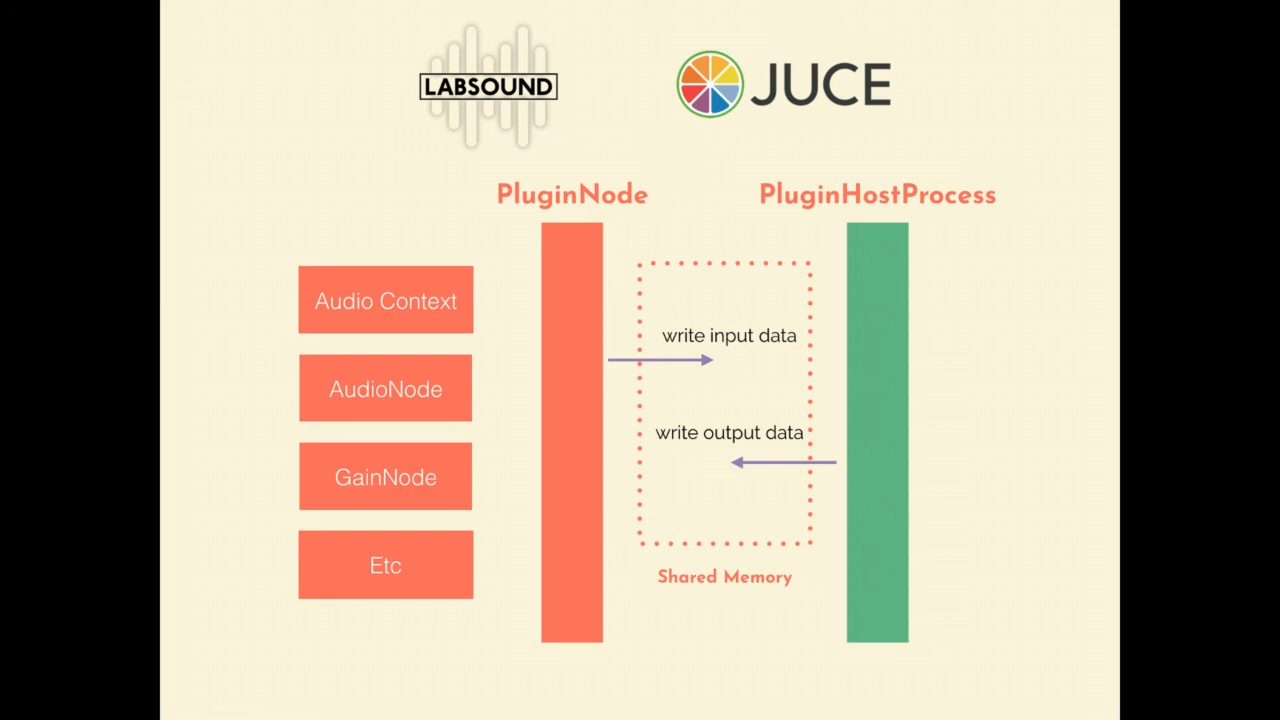 LABSOUND
JUCE
PluginNode
PluginHostProcess
Audio Context
AudioNode
GainNode
Etc
write input data
write output data
Shared Memory